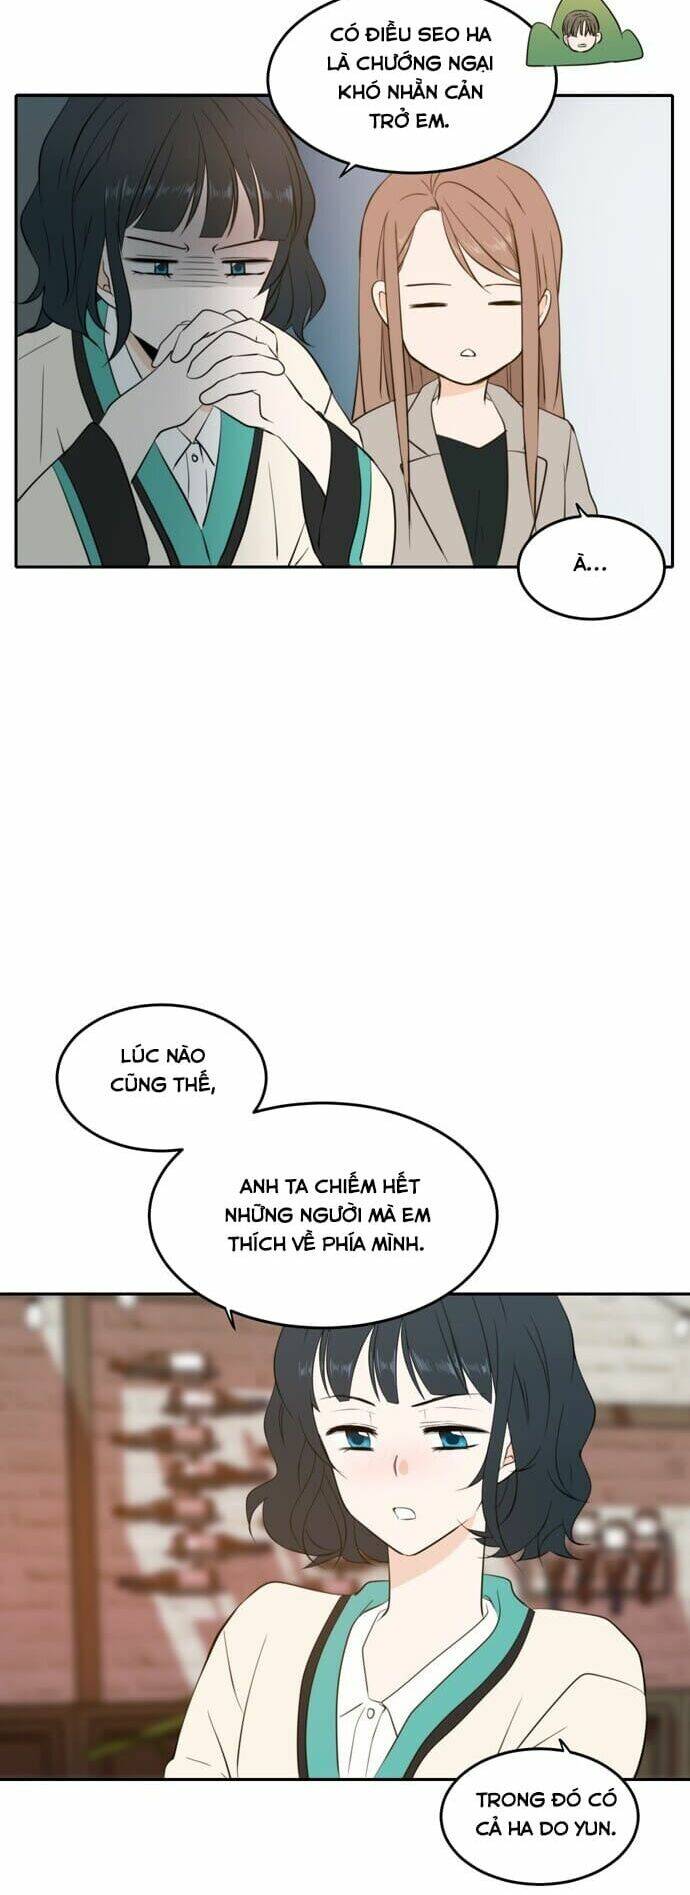 CÓ ĐIỀU SEO HA
LÀ CHƯỚNG NGẠI
KHÓ NHẰN CẢN
TRỞ EM.
À...
LÚC NÀO
CŨNG THẾ,
ANH TA CHIẾM HẾT
NHỮNG NGƯỜI MÀ EM
THÍCH VỀ PHÍA MÌNH.
TRONG ĐÓ CÓ
CẢ HA DO YUN.